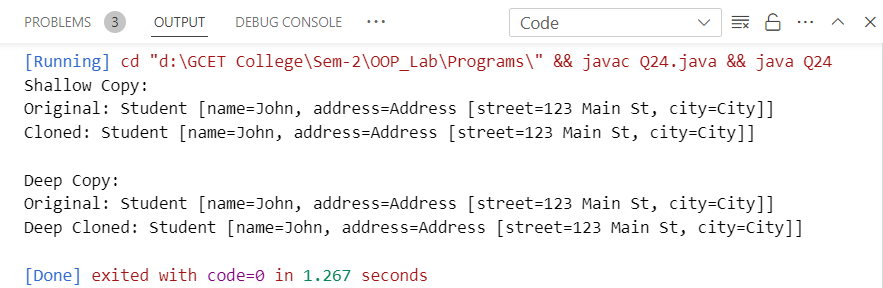 PROBLEMS 3 OUTPUT DEBUG CONSOLE ··· Code ···
[Running] cd "d:\GCET College\Sem-2\OOP_Lab\Programs\" && javac Q24.java && java Q24
Shallow Copy:
Original: Student [name=John, address=Address [street=123 Main St, city=City]]
Cloned: Student [name=John, address=Address [street=123 Main St, city=City]]
Deep Copy:
Original: Student [name=John, address=Address [street=123 Main St, city=City]]
Deep Cloned: Student [name=John, address=Address [street=123 Main St, city=City]]
[Done] exited with code=0 in 1.267 seconds